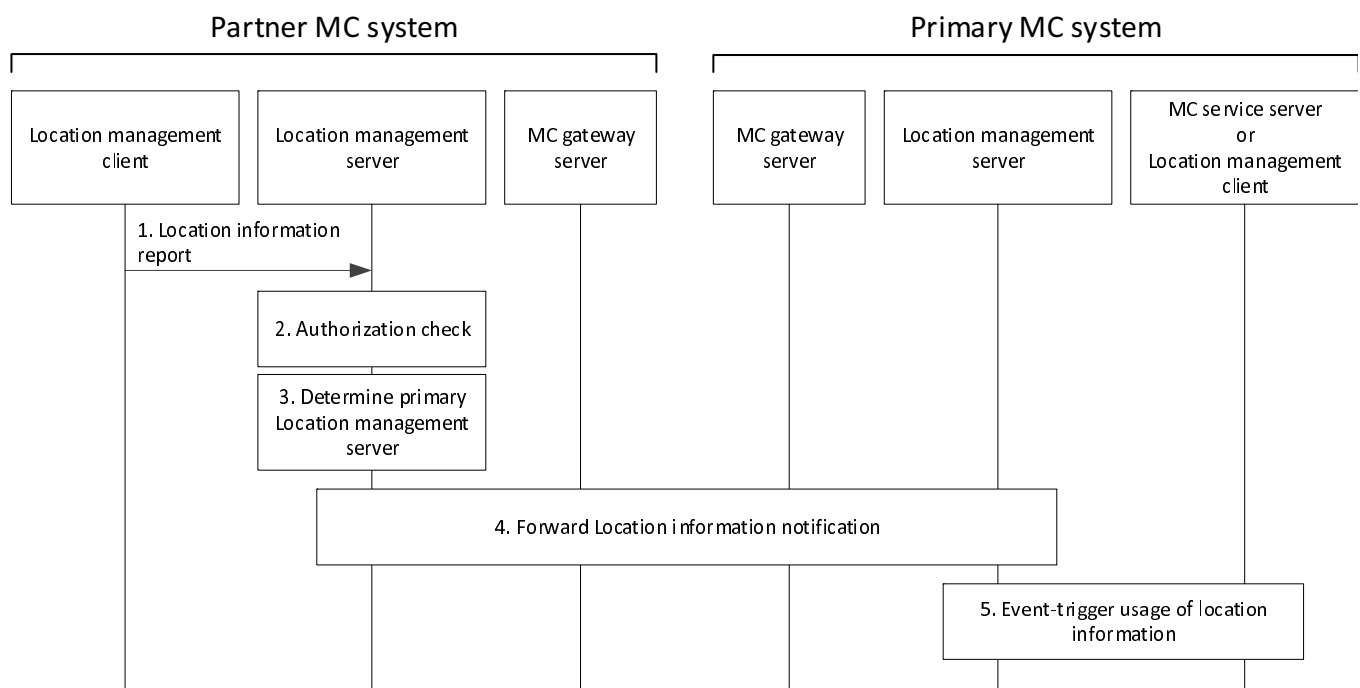 Partner MC system
Primary MC system
Location management
client
Location management
server
MC gateway
server
MC gateway
server
Location management
server
MC service server
or
Location management
client
1. Location information
report
2. Authorization check
3. Determine primary
Location management
server
4. Forward Location information notification
5. Event-trigger usage of location
information